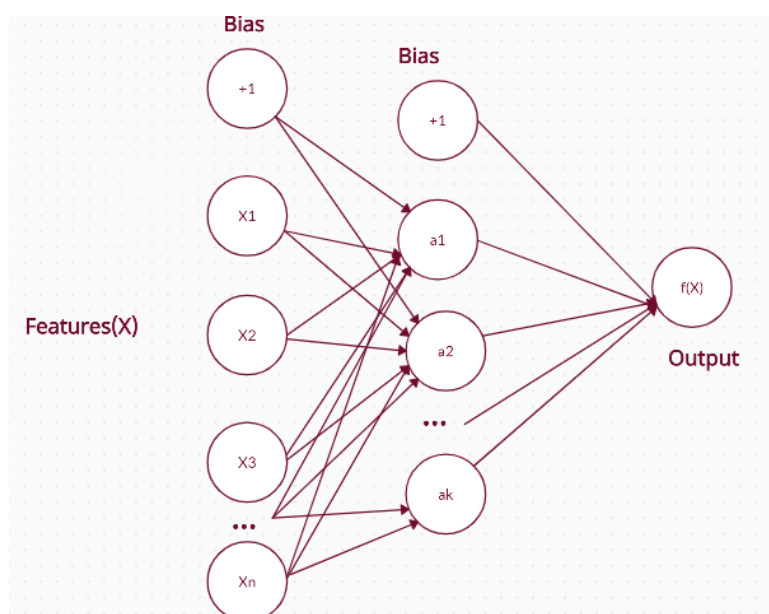 Bias
+1
Bias
+1
X1
a1
X2
Features(X)
a2
f(X)
Output
X3
...
...
ak
Xn